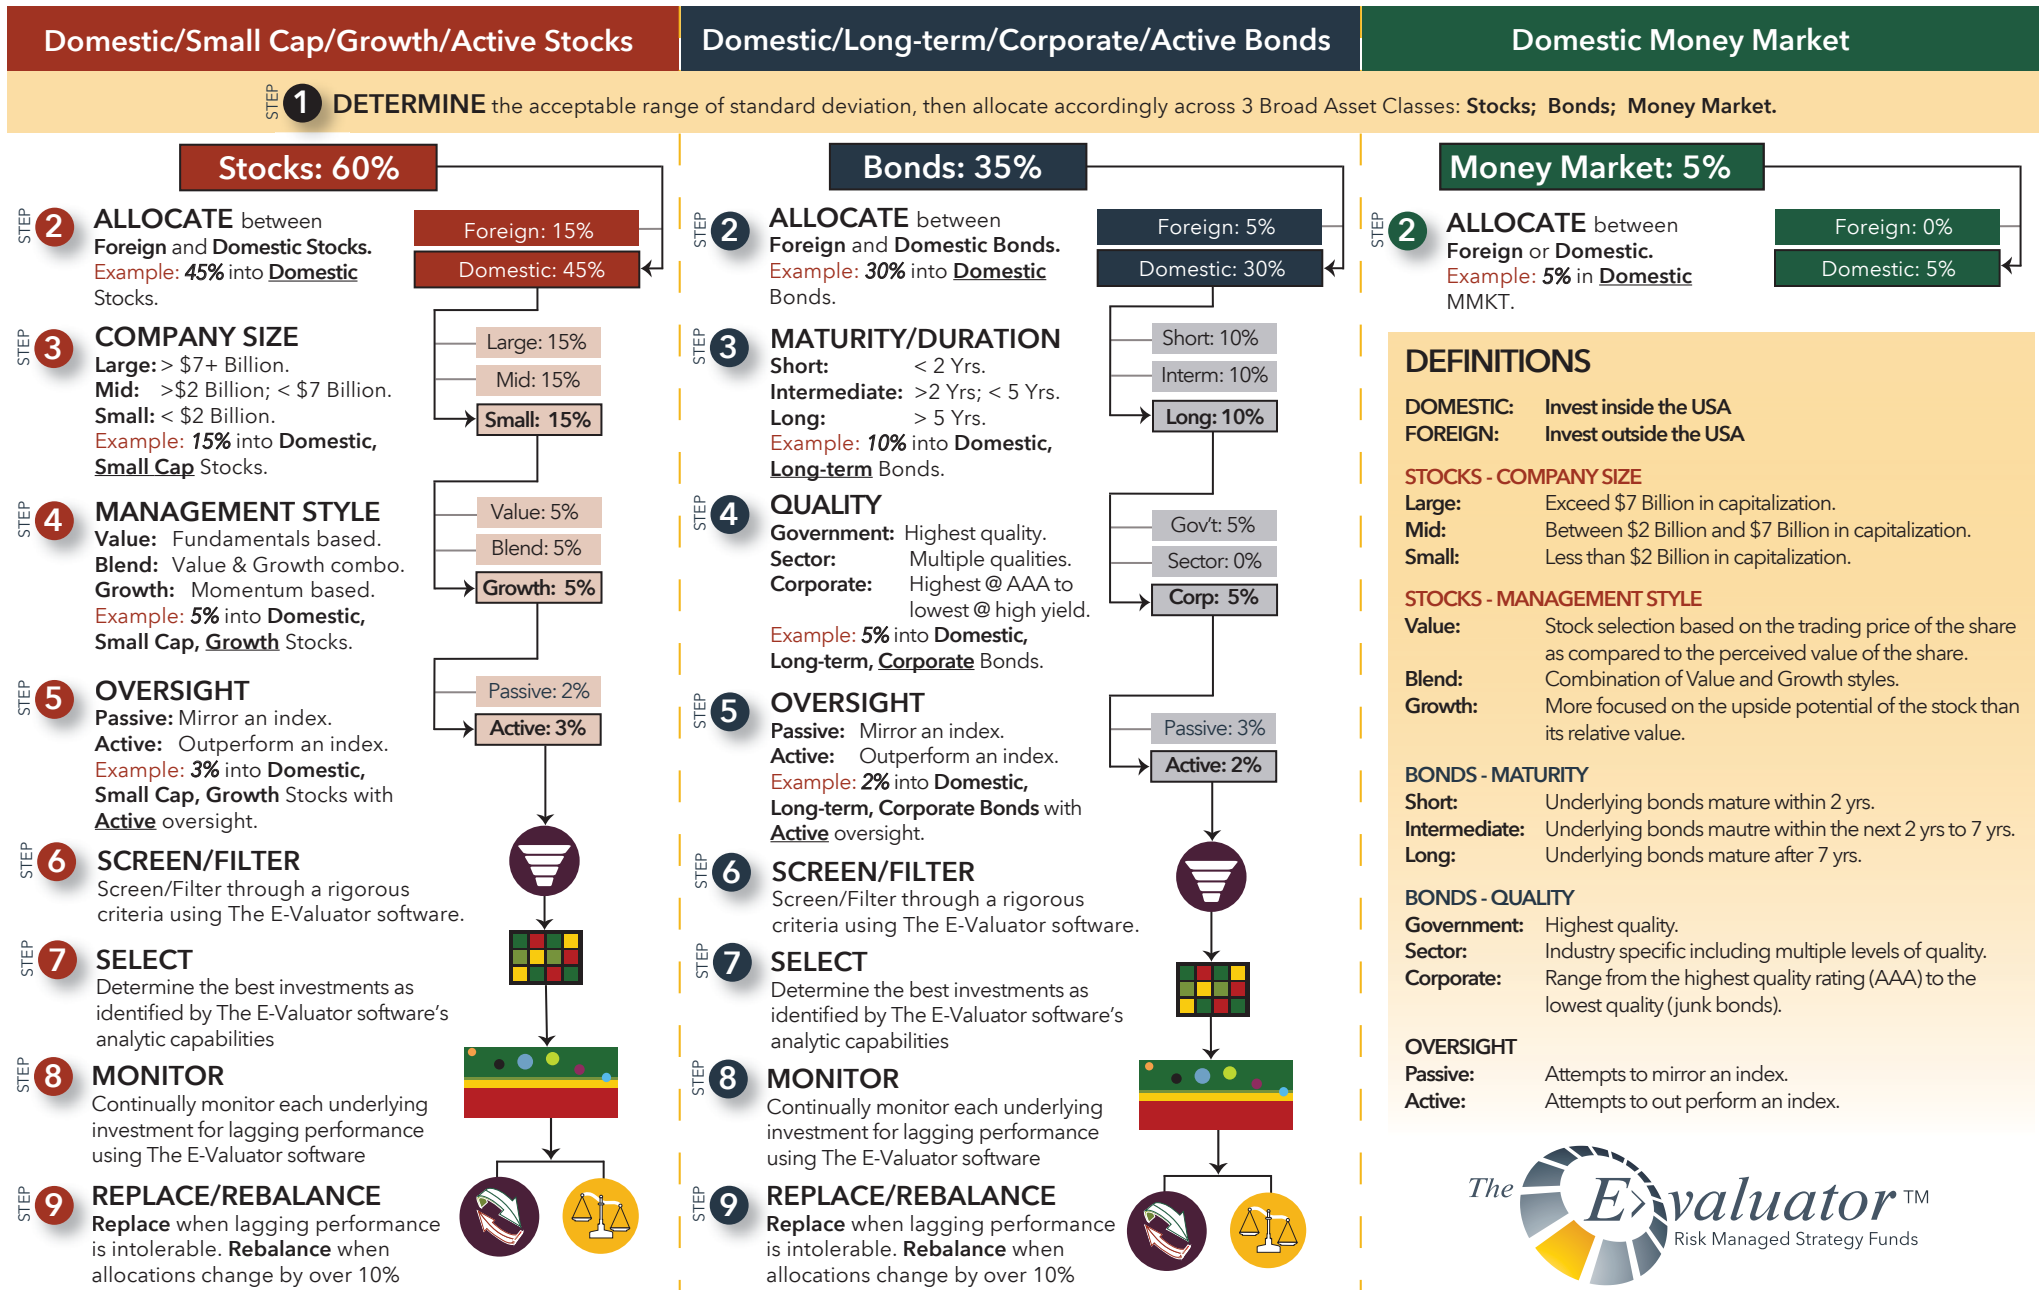 Domestic/Small Cap/Growth/Active Stocks
Domestic/Long-term/Corporate/Active Bonds
Domestic Money Market
STEP 1 DETERMINE the acceptable range of standard deviation, then allocate accordingly across 3 Broad Asset Classes: Stocks; Bonds; Money Market.
Stocks: 60%
STEP 2 ALLOCATE between
Foreign and Domestic Stocks.
Example: 45% into Domestic
Stocks.
Foreign: 15%
Domestic: 45%
STEP 3 COMPANY SIZE
Large: > $7+ Billion.
Mid: >$2 Billion; < $7 Billion.
Small: < $2 Billion.
Example: 15% into Domestic,
Small Cap Stocks.
Large: 15%
Mid: 15%
Small: 15%
STEP 4 MANAGEMENT STYLE
Value: Fundamentals based.
Blend: Value & Growth combo.
Growth: Momentum based.
Example: 5% into Domestic,
Small Cap, Growth Stocks.
Value: 5%
Blend: 5%
Growth: 5%
STEP 5 OVERSIGHT
Passive: Mirror an index.
Active: Outperform an index.
Example: 3% into Domestic,
Small Cap, Growth Stocks with
Active oversight.
Passive: 2%
Active: 3%
STEP 6 SCREEN/FILTER
Screen/Filter through a rigorous
criteria using The E-Valuator software.
STEP 7 SELECT
Determine the best investments as
identified by The E-Valuator software's
analytic capabilities
STEP 8 MONITOR
Continually monitor each underlying
investment for lagging performance
using The E-Valuator software
STEP 9 REPLACE/REBALANCE
Replace when lagging performance
is intolerable. Rebalance when
allocations change by over 10%
Bonds: 35%
STEP 2 ALLOCATE between
Foreign and Domestic Bonds.
Example: 30% into Domestic
Bonds.
Foreign: 5%
Domestic: 30%
STEP 3 MATURITY/DURATION
Short: < 2 Yrs.
Intermediate: >2 Yrs; < 5 Yrs.
Long: > 5 Yrs.
Example: 10% into Domestic,
Long-term Bonds.
Short: 10%
Interm: 10%
Long: 10%
STEP 4 QUALITY
Government: Highest quality.
Sector: Multiple qualities.
Corporate: Highest @ AAA to
lowest @ high yield.
Example: 5% into Domestic,
Long-term, Corporate Bonds.
Gov't: 5%
Sector: 0%
Corp: 5%
STEP 5 OVERSIGHT
Passive: Mirror an index.
Active: Outperform an index.
Example: 2% into Domestic,
Long-term, Corporate Bonds with
Active oversight.
Passive: 3%
Active: 2%
STEP 6 SCREEN/FILTER
Screen/Filter through a rigorous
criteria using The E-Valuator software.
STEP 7 SELECT
Determine the best investments as
identified by The E-Valuator software's
analytic capabilities
STEP 8 MONITOR
Continually monitor each underlying
investment for lagging performance
using The E-Valuator software
STEP 9 REPLACE/REBALANCE
Replace when lagging performance
is intolerable. Rebalance when
allocations change by over 10%
Money Market: 5%
STEP 2 ALLOCATE between
Foreign or Domestic.
Example: 5% in Domestic
MMKT.
Foreign: 0%
Domestic: 5%
DEFINITIONS
DOMESTIC: Invest inside the USA
FOREIGN: Invest outside the USA
STOCKS - COMPANY SIZE
Large: Exceed $7 Billion in capitalization.
Mid: Between $2 Billion and $7 Billion in capitalization.
Small: Less than $2 Billion in capitalization.
STOCKS - MANAGEMENT STYLE
Value: Stock selection based on the trading price of the share
as compared to the perceived value of the share.
Blend: Combination of Value and Growth styles.
Growth: More focused on the upside potential of the stock than
its relative value.
BONDS - MATURITY
Short: Underlying bonds mature within 2 yrs.
Intermediate: Underlying bonds mautre within the next 2 yrs to 7 yrs.
Long: Underlying bonds mature after 7 yrs.
BONDS - QUALITY
Government: Highest quality.
Sector: Industry specific including multiple levels of quality.
Corporate: Range from the highest quality rating (AAA) to the
lowest quality (junk bonds).
OVERSIGHT
Passive: Attempts to mirror an index.
Active: Attempts to out perform an index.
The E>valuator TM
Risk Managed Strategy Funds